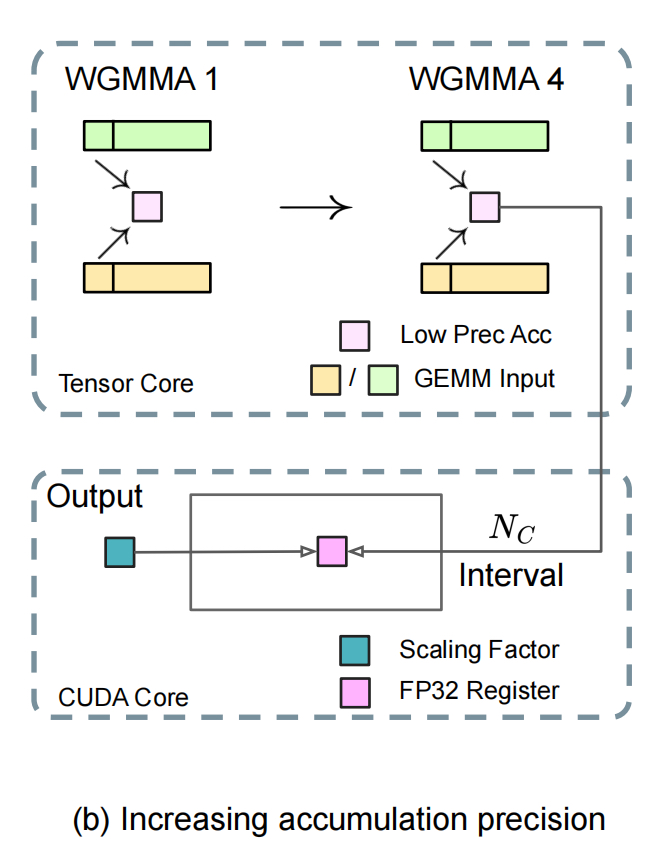 WGMMA 1
WGMMA 4
Low Prec Acc
/
GEMM Input
Tensor Core
Output
N_C
Interval
Scaling Factor
FP32 Register
CUDA Core
(b) Increasing accumulation precision